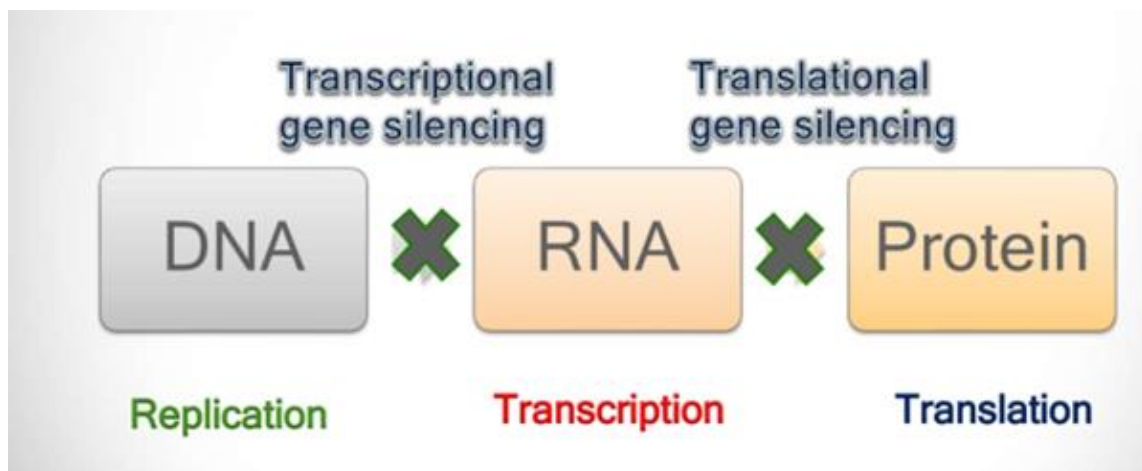 Transcriptional
gene silencing
Translational
gene silencing
DNA
RNA
Protein
Replication
Transcription
Translation